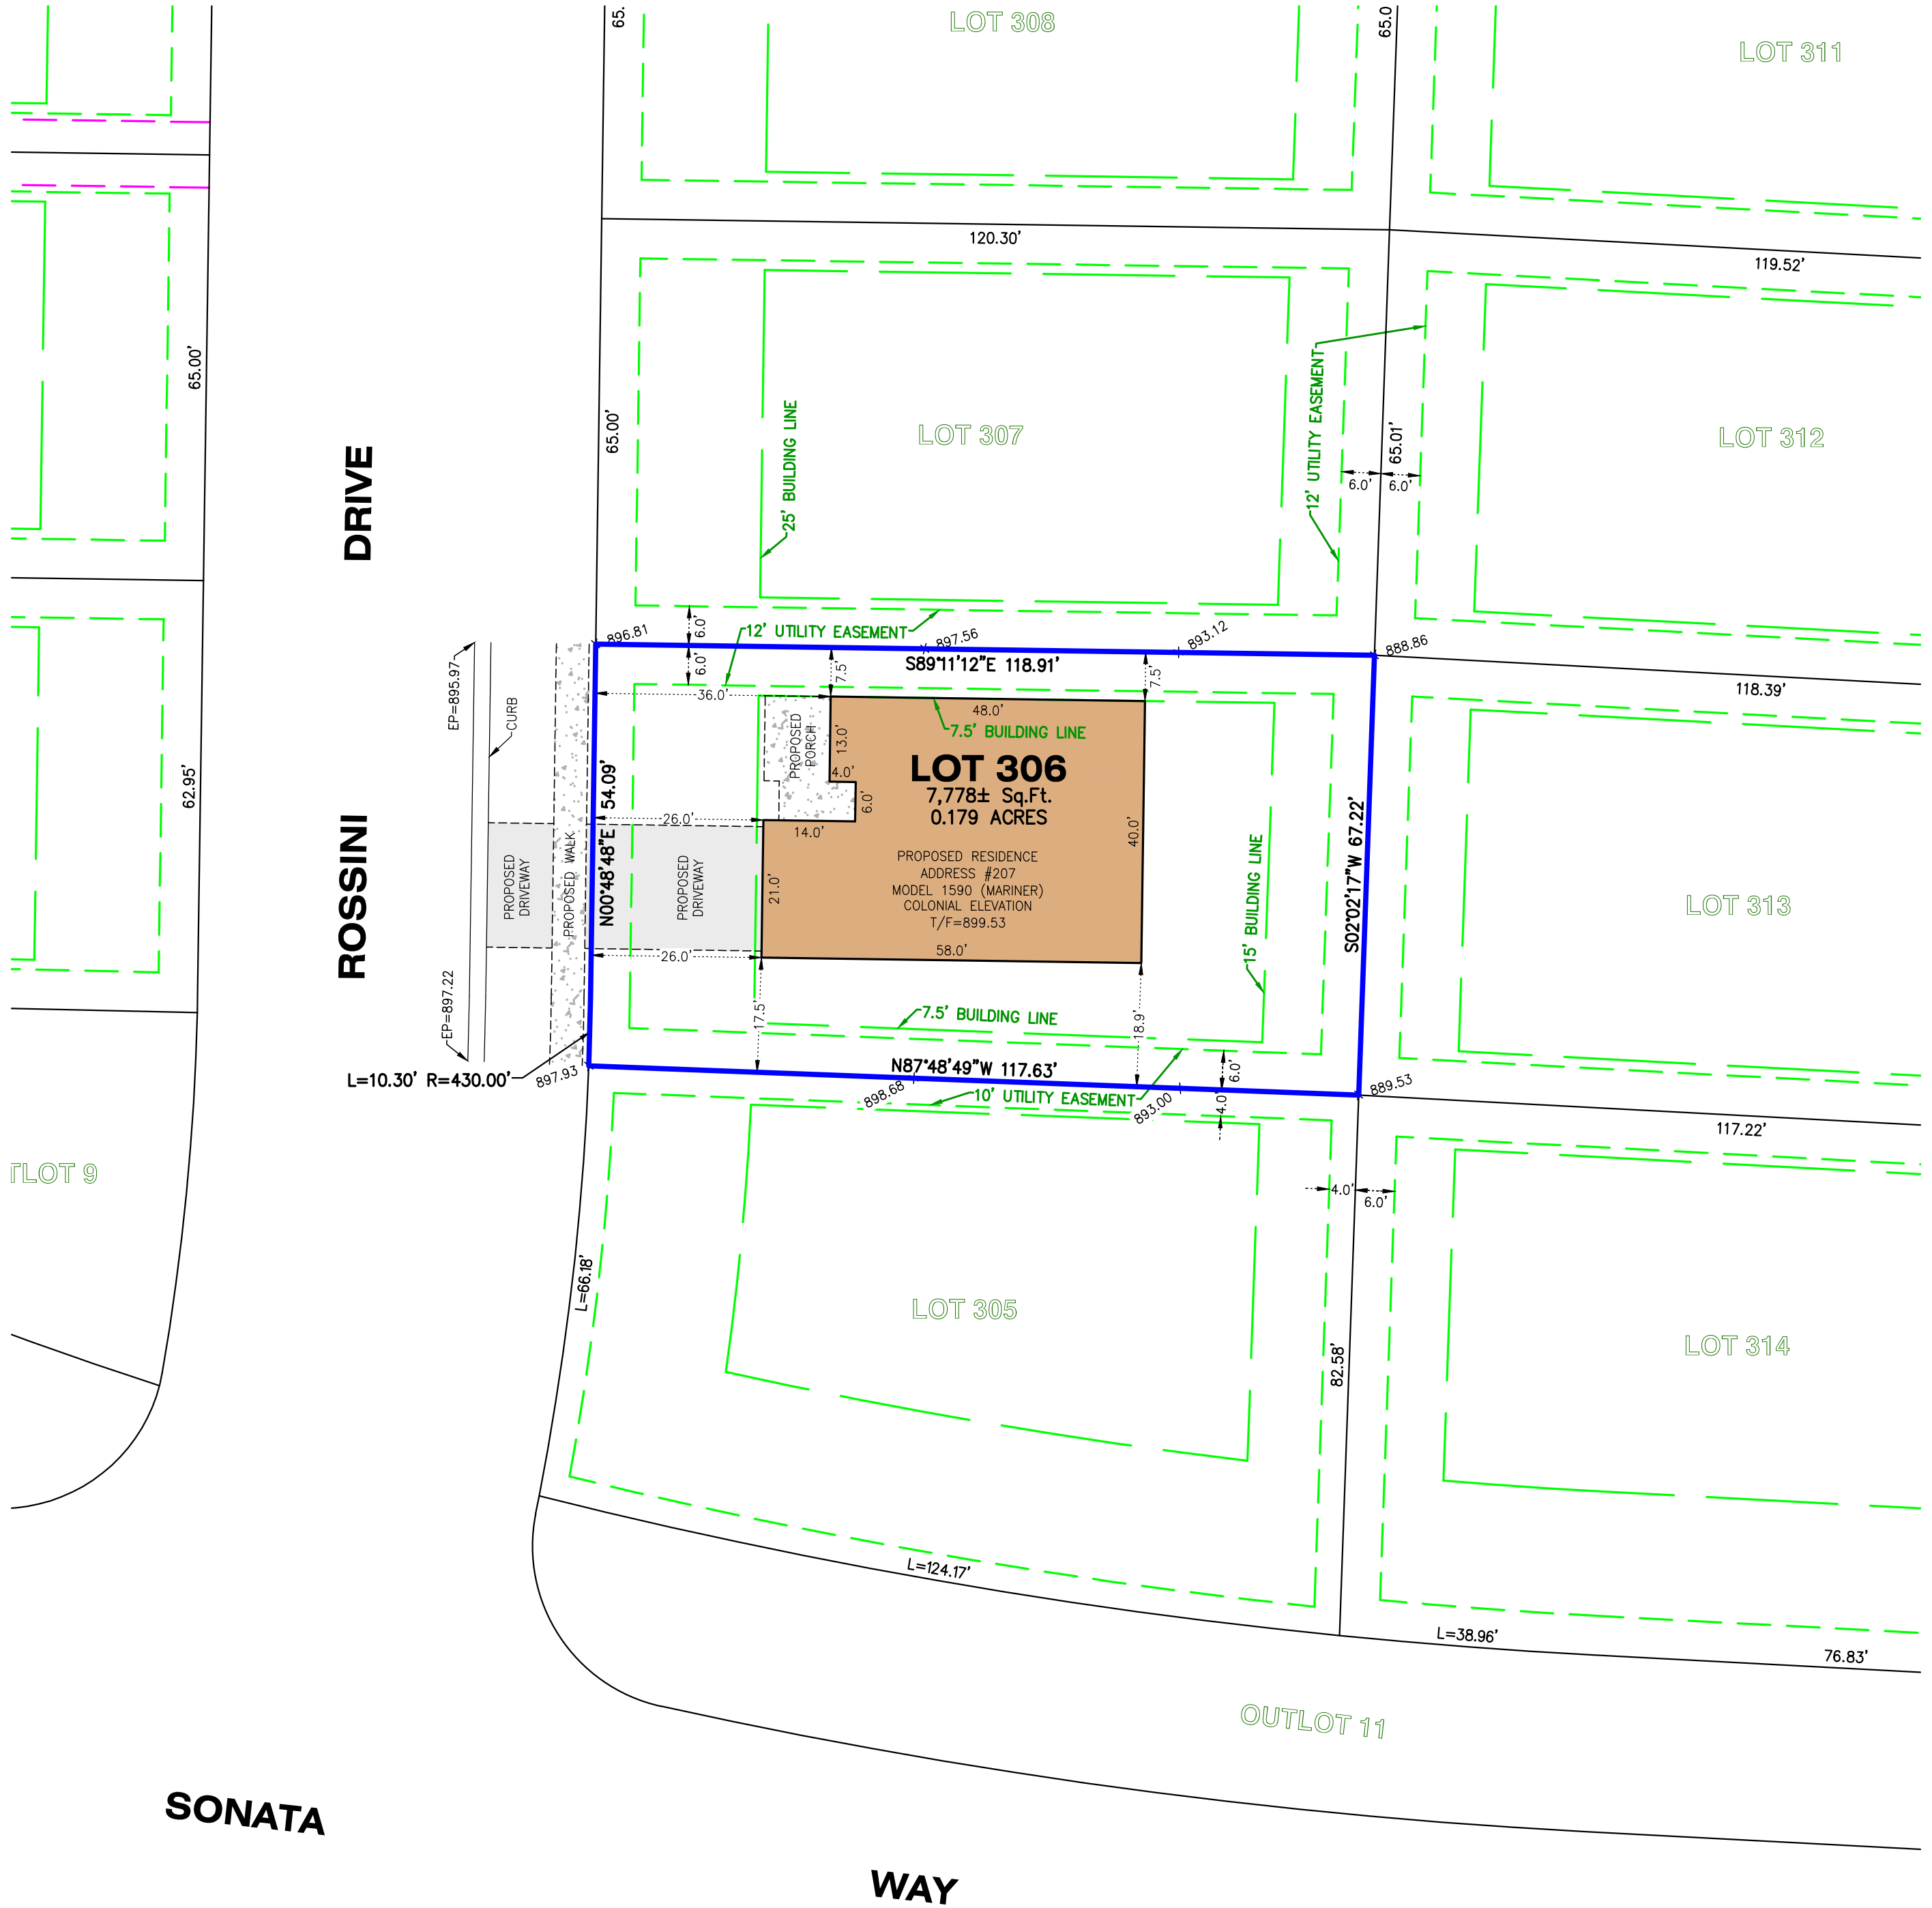 65.
65.0
LOT 308
LOT 311
120.30'
119.52'
65.00'
DRIVE
65.00'
25' BUILDING LINE
LOT 307
12' UTILITY EASEMENT
65.01'
6.0'
6.0'
LOT 312
896.81
6.0'
12' UTILITY EASEMENT
897.56
893.12
888.86
6.0'
7.5'
S89°11'12"E 118.91'
7.5'
118.39'
EP=895.97
CURB
36.0'
48.0'
7.5' BUILDING LINE
PROPOSED
PORCH
13.0'
4.0'
6.0'
LOT 306
7,778± Sq.Ft.
0.179 ACRES
62.95'
N00°48'48"E 54.09'
26.0'
14.0'
40.0'
S02°02'17"W 67.22'
ROSSINI
PROPOSED
DRIVEWAY
PROPOSED WALK
PROPOSED
DRIVEWAY
21.0'
PROPOSED RESIDENCE
ADDRESS #207
MODEL 1590 (MARINER)
COLONIAL ELEVATION
T/F=899.53
58.0'
15' BUILDING LINE
LOT 313
26.0'
EP=897.22
17.5'
7.5' BUILDING LINE
18.9'
L=10.30' R=430.00'
897.93
N87°48'49"W 117.63'
6.0'
889.53
898.68
10' UTILITY EASEMENT
893.00
4.0'
117.22'
TLOT 9
4.0'
6.0'
L=66.18'
LOT 305
82.58'
LOT 314
L=124.17'
L=38.96'
76.83'
OUTLOT 11
SONATA
WAY